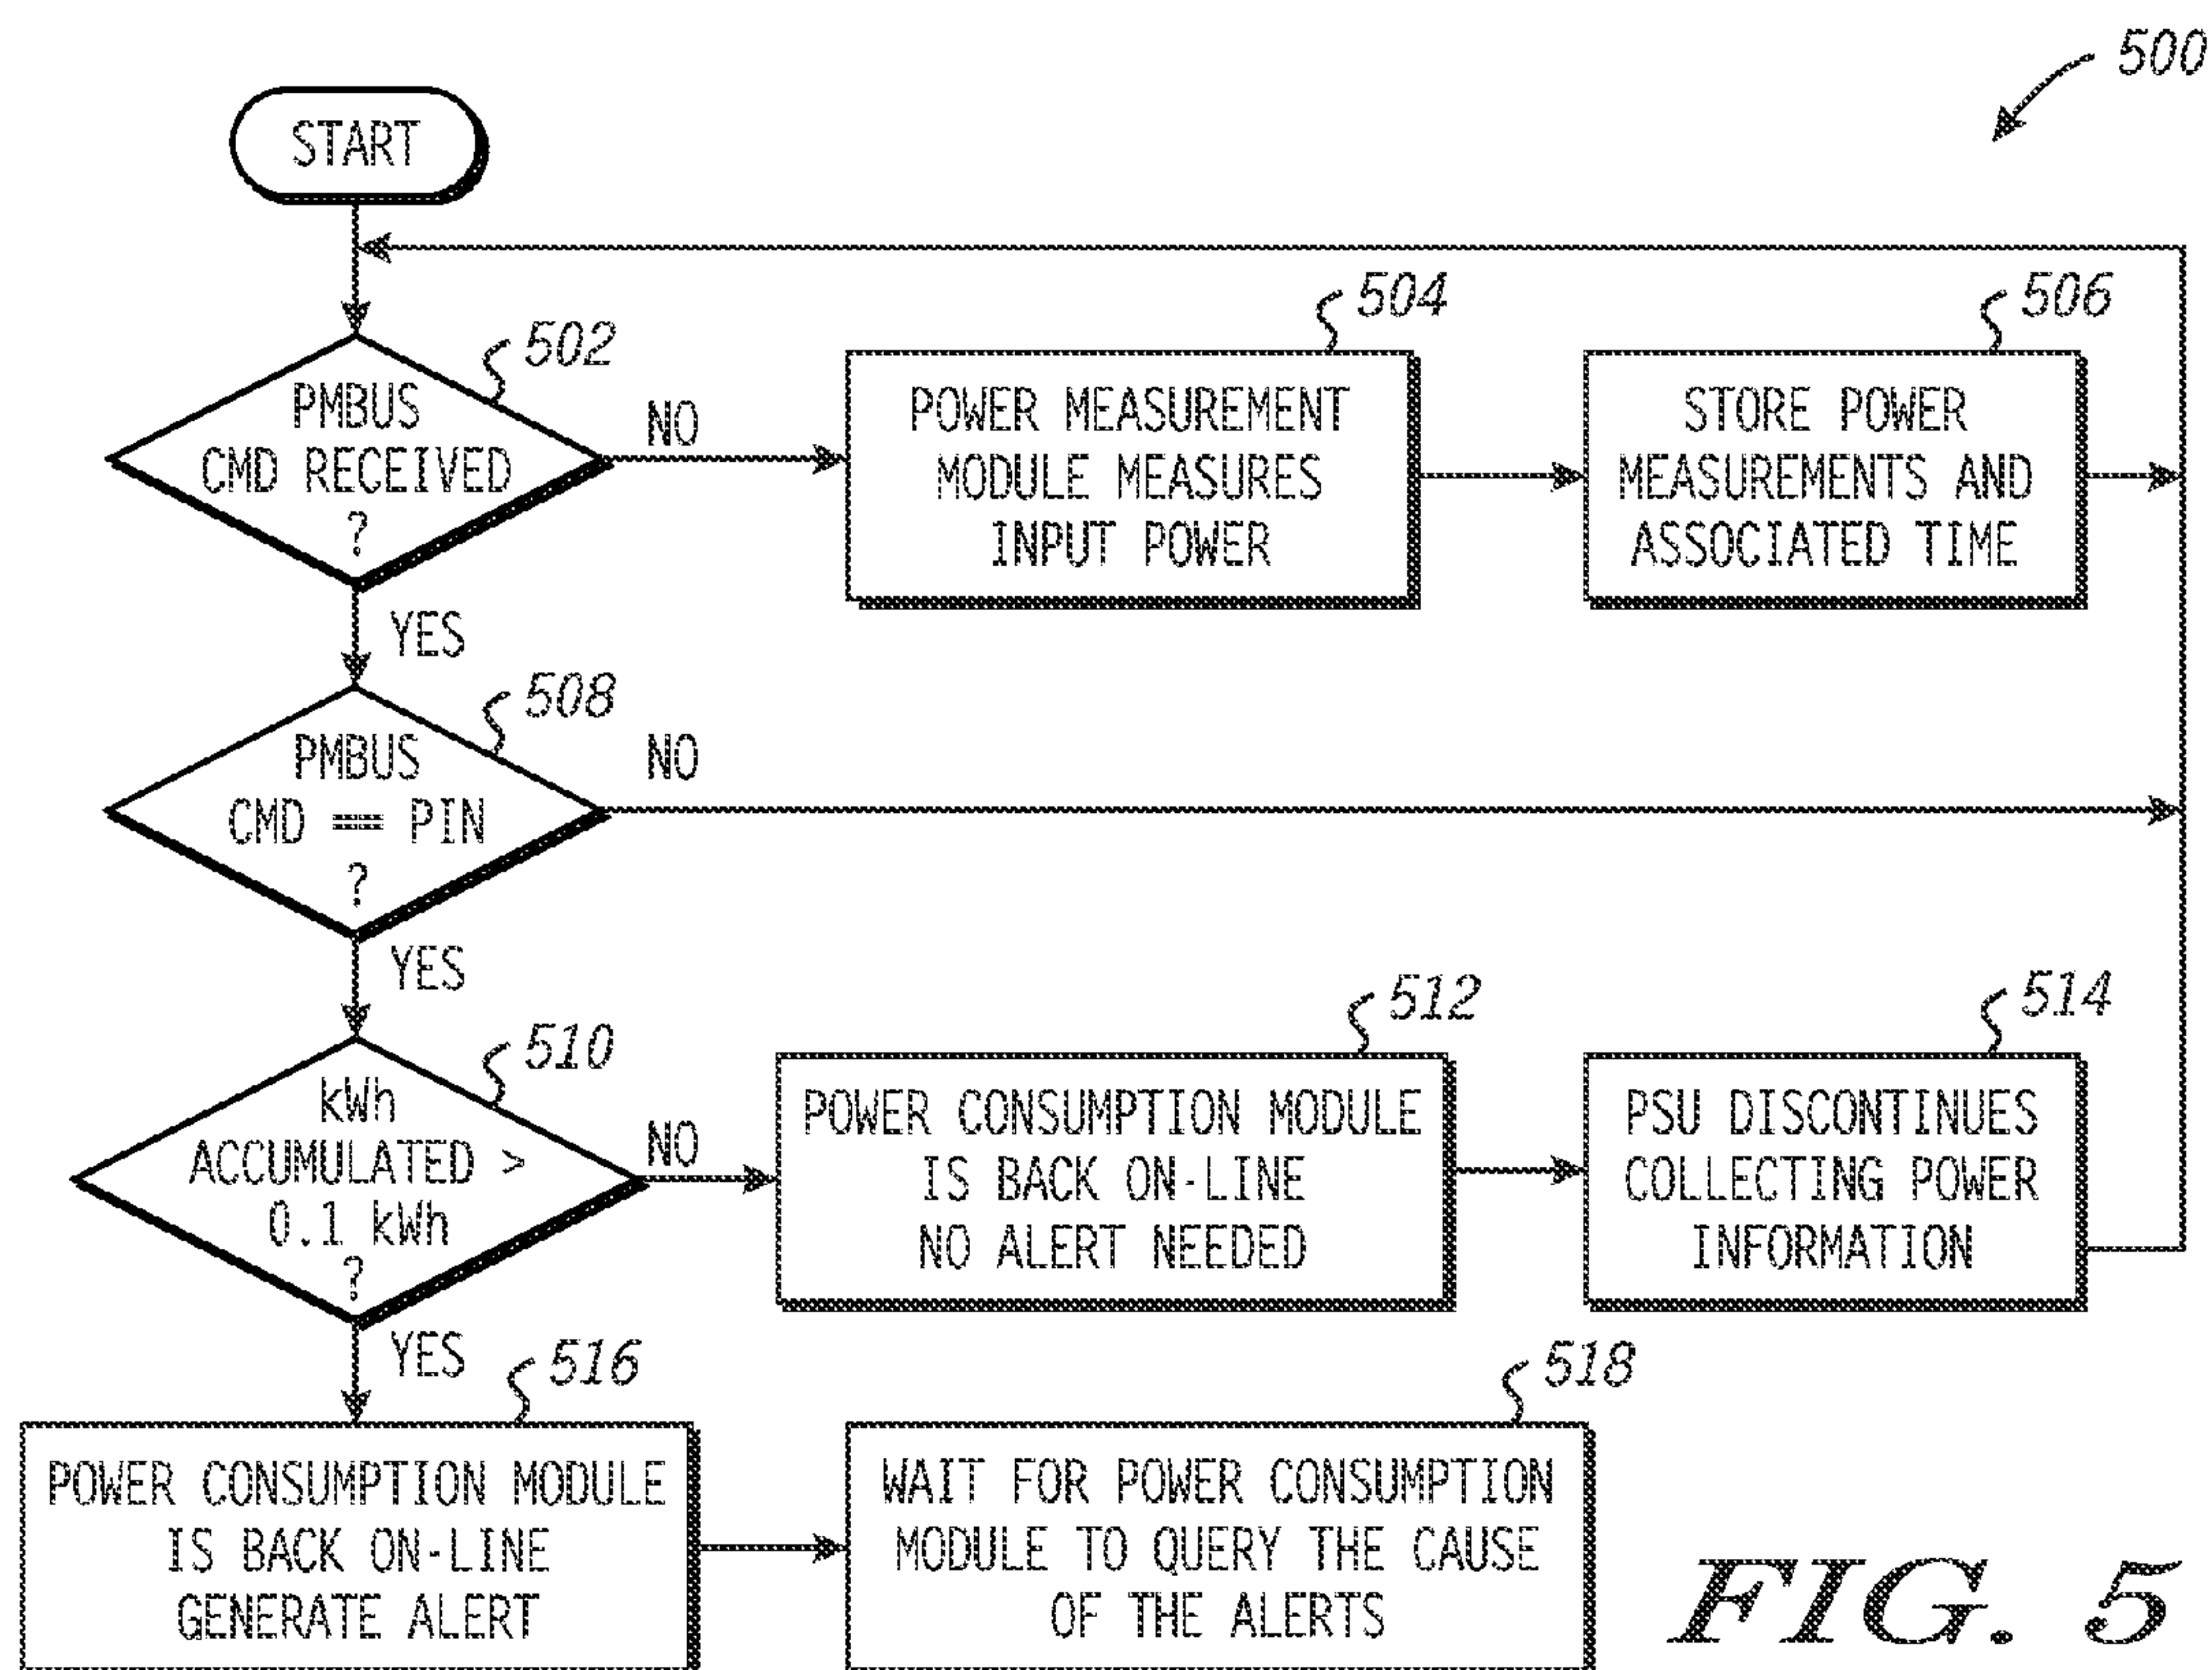 500
START
502
PMBUS
CMD RECEIVED
?
NO
504
POWER MEASUREMENT
MODULE MEASURES
INPUT POWER
506
STORE POWER
MEASUREMENTS AND
ASSOCIATED TIME
YES
508
PMBUS
CMD == PIN
?
NO
YES
510
kWh
ACCUMULATED >
0.1 kWh
?
NO
512
POWER CONSUMPTION MODULE
IS BACK ON-LINE
NO ALERT NEEDED
514
PSU DISCONTINUES
COLLECTING POWER
INFORMATION
YES
516
POWER CONSUMPTION MODULE
IS BACK ON-LINE
GENERATE ALERT
518
WAIT FOR POWER CONSUMPTION
MODULE TO QUERY THE CAUSE
OF THE ALERTS
FIG. 5